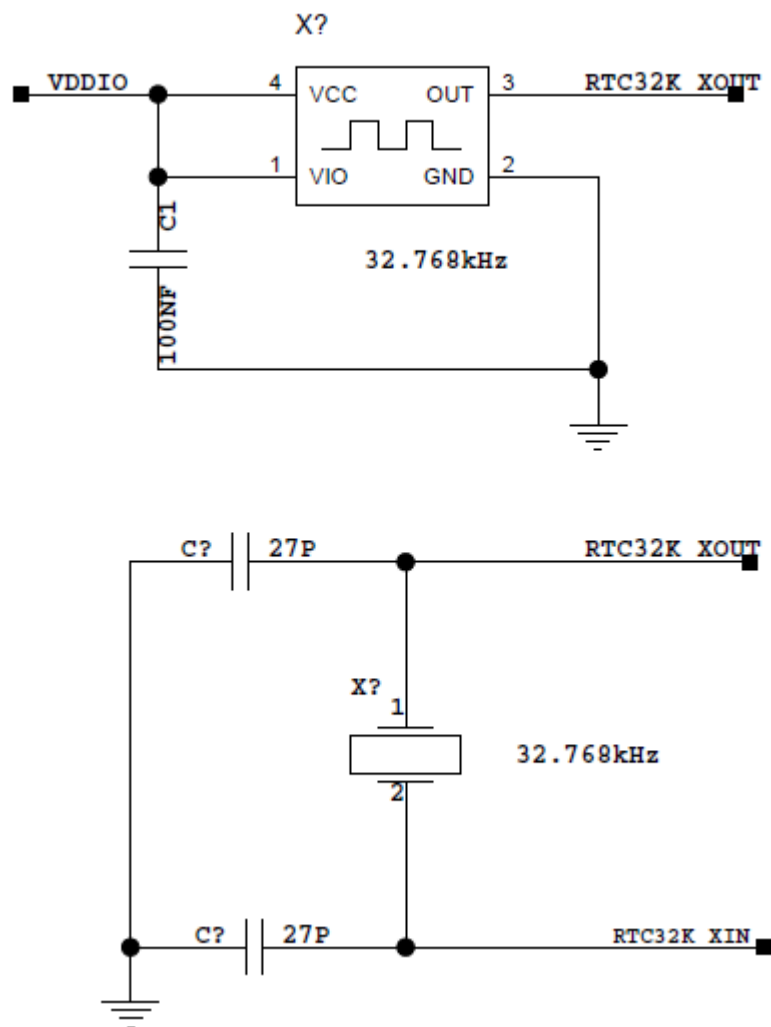 X?
VDDIO
4
VCC
OUT
3
RTC32K XOUT
1
VIO
GND
2
C1
32.768kHz
100NF
C?
27P
RTC32K XOUT
X?
1
32.768kHz
2
C?
27P
RTC32K XIN